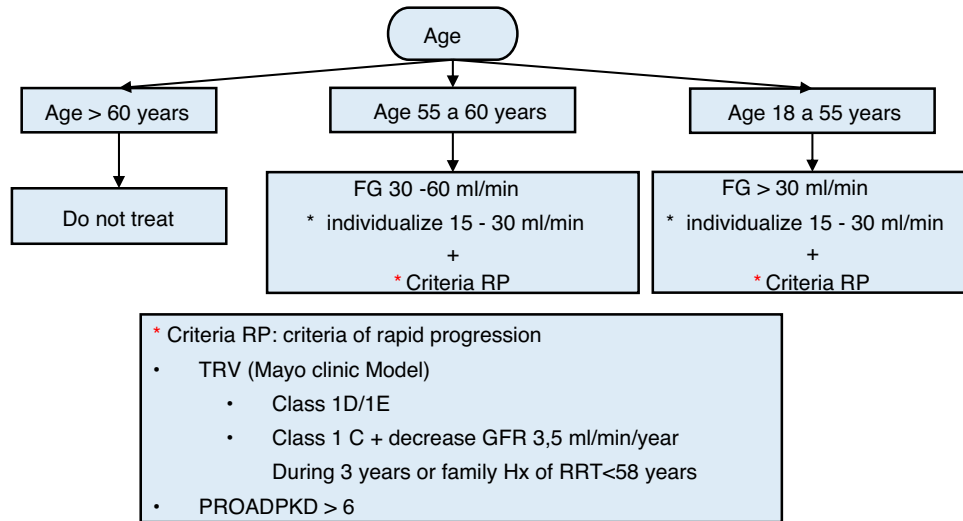 Age
Age > 60 years
Age 55 a 60 years
Age 18 a 55 years
Do not treat
FG 30 -60 ml/min
* individualize 15 - 30 ml/min
+
* Criteria RP
FG > 30 ml/min
* individualize 15 - 30 ml/min
+
* Criteria RP
* Criteria RP: criteria of rapid progression
• TRV (Mayo clinic Model)
• Class 1D/1E
• Class 1 C + decrease GFR 3,5 ml/min/year
During 3 years or family Hx of RRT<58 years
• PROADPKD > 6